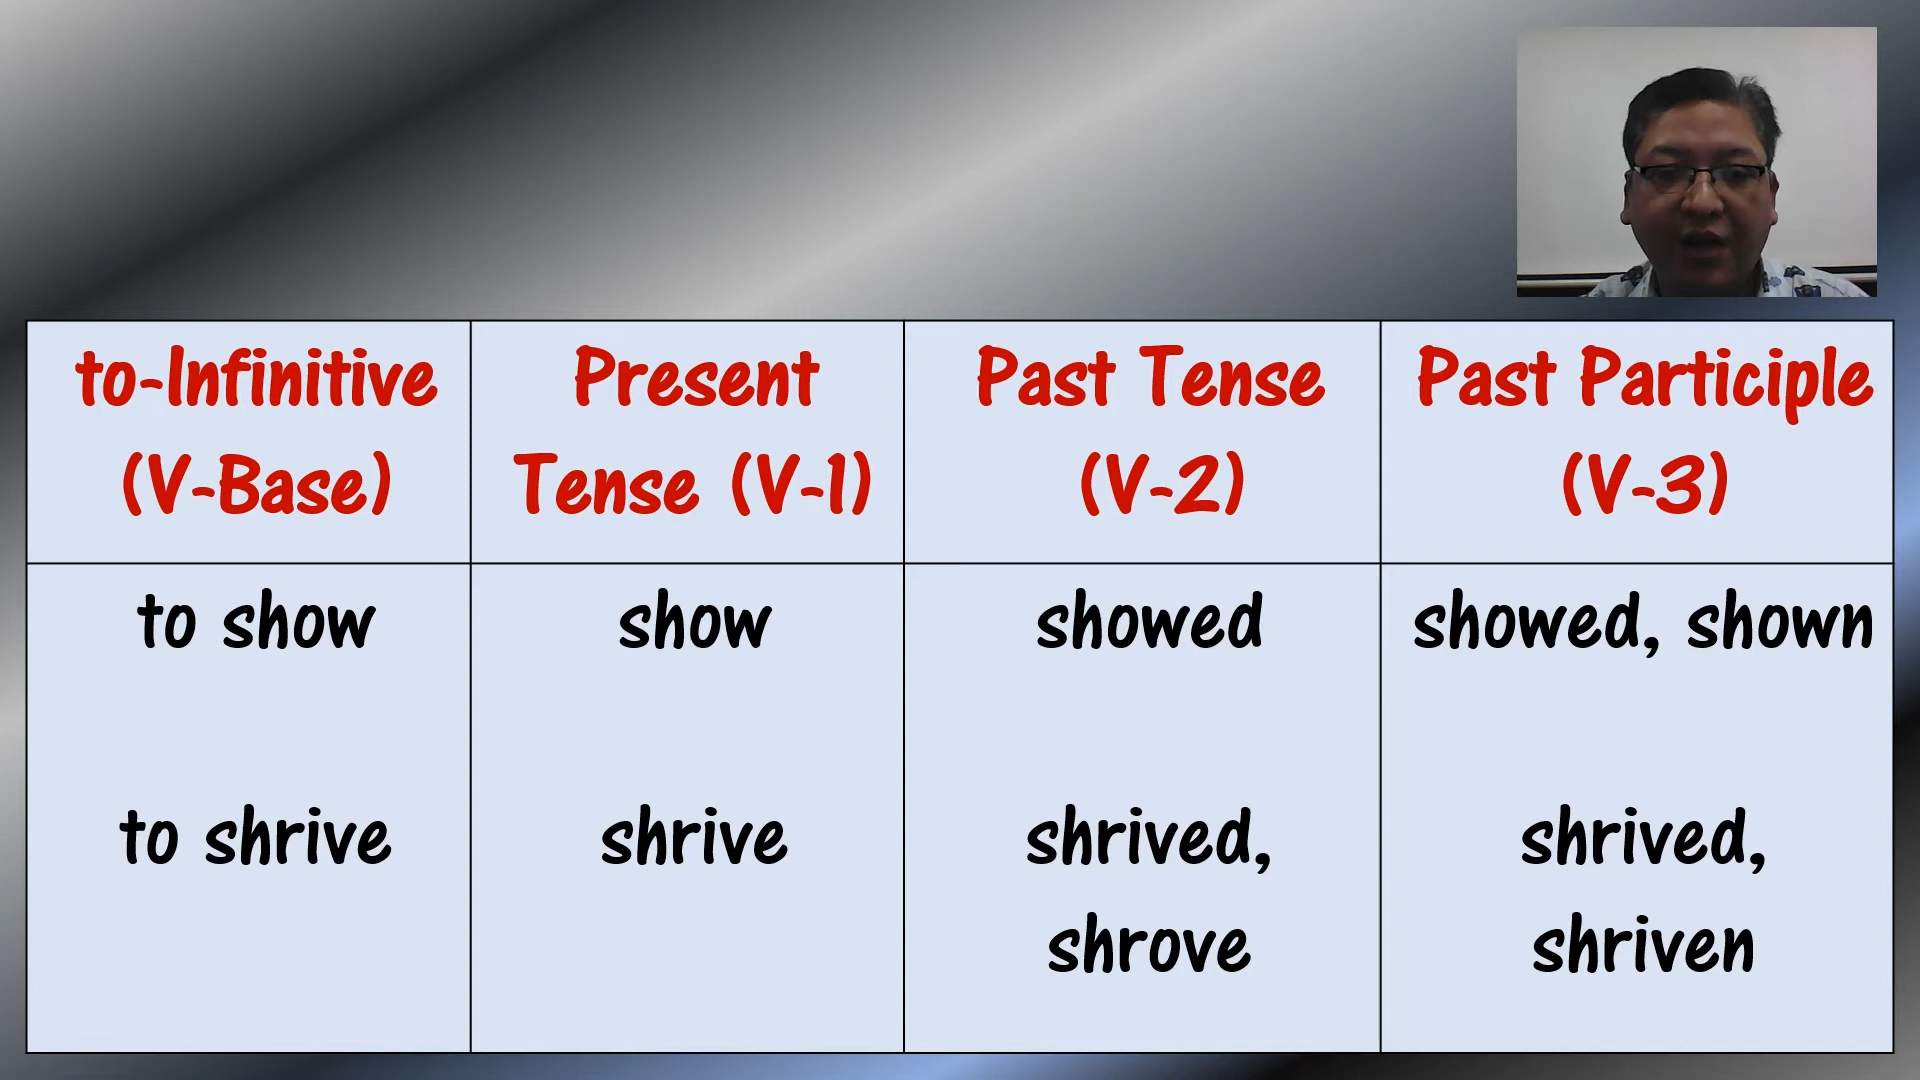 to-Infinitive (V-Base)
Present Tense (V-1)
Past Tense (V-2)
Past Participle (V-3)
to show
show
showed
showed, shown
to shrive
shrive
shrived,
shrove
shrived,
shriven